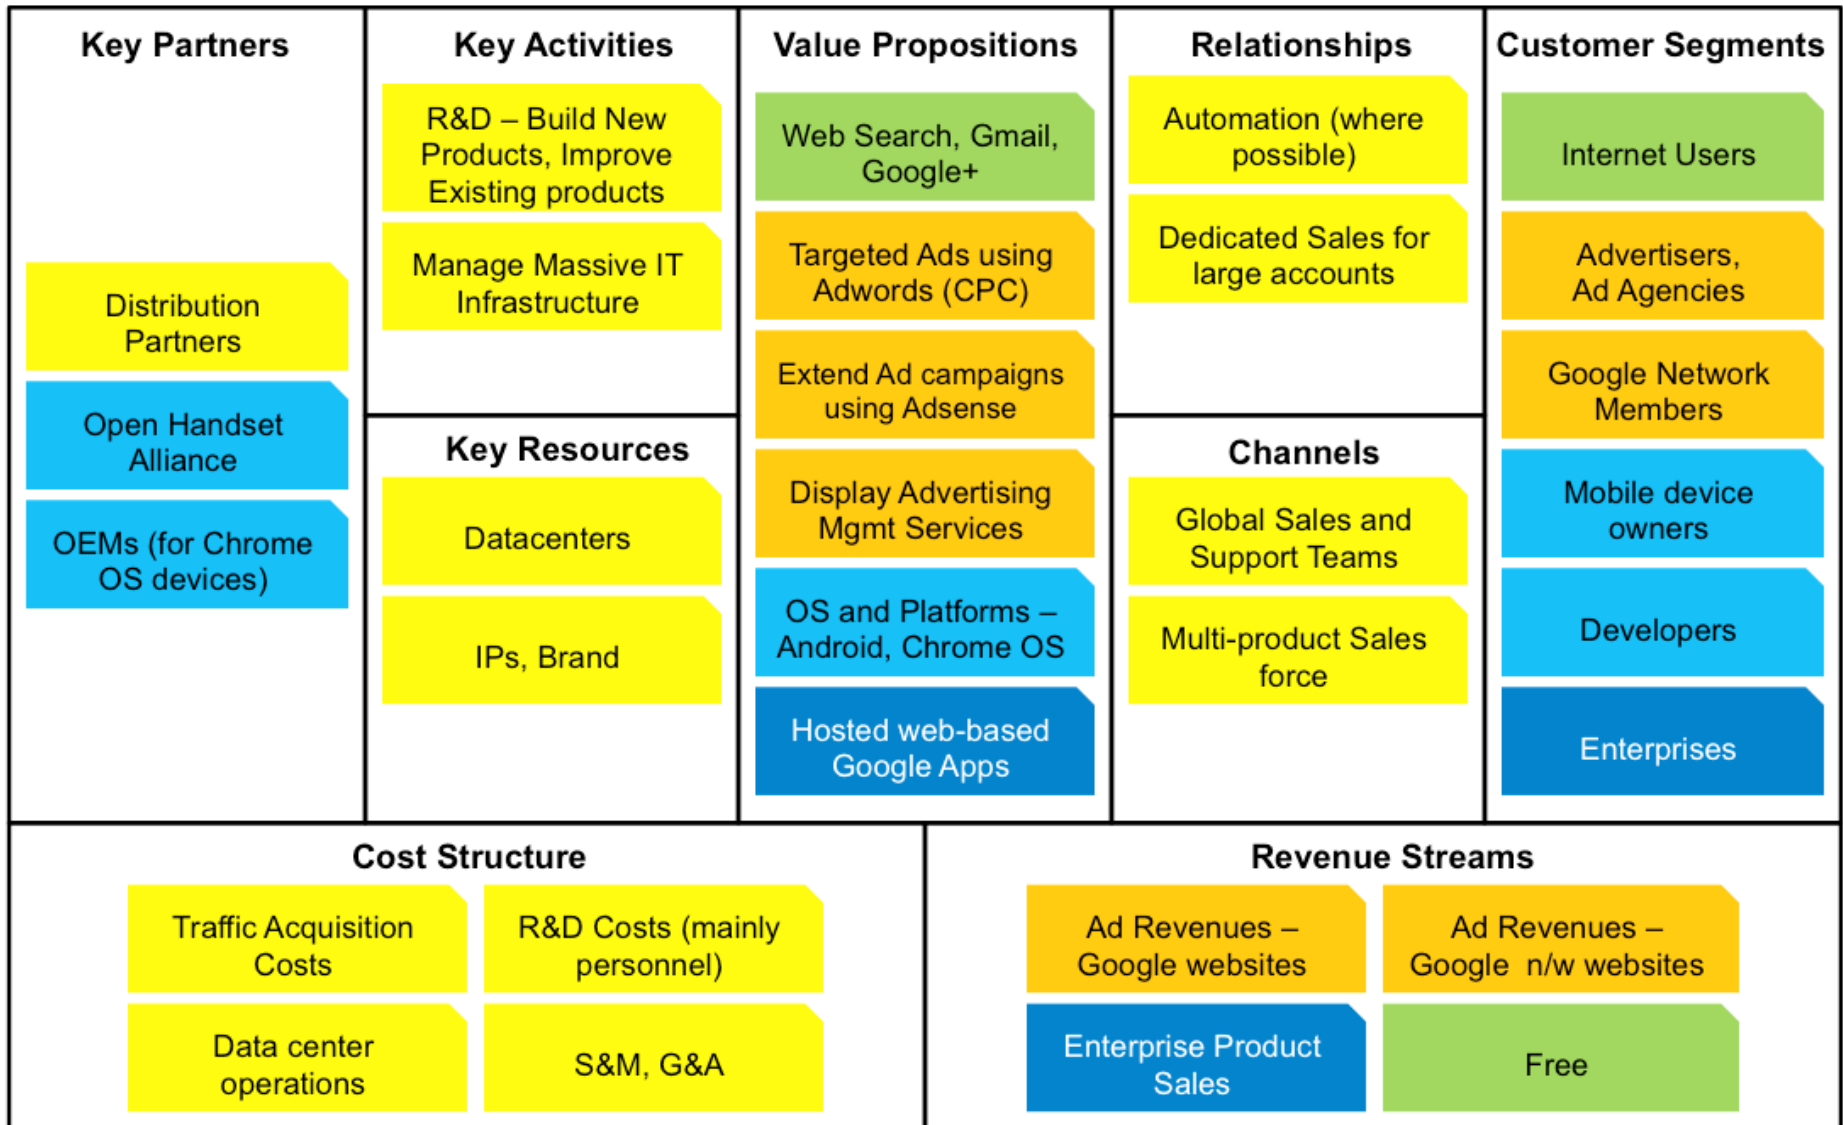 Key Partners
Distribution
Partners
Open Handset
Alliance
OEMs (for Chrome
OS devices)
Key Activities
R&D – Build New
Products, Improve
Existing products
Manage Massive IT
Infrastructure
Key Resources
Datacenters
IPs, Brand
Value Propositions
Web Search, Gmail,
Google+
Targeted Ads using
Adwords (CPC)
Extend Ad campaigns
using Adsense
Display Advertising
Mgmt Services
OS and Platforms –
Android, Chrome OS
Hosted web-based
Google Apps
Relationships
Automation (where
possible)
Dedicated Sales for
large accounts
Channels
Global Sales and
Support Teams
Multi-product Sales
force
Customer Segments
Internet Users
Advertisers,
Ad Agencies
Google Network
Members
Mobile device
owners
Developers
Enterprises
Cost Structure
Traffic Acquisition
Costs
R&D Costs (mainly
personnel)
Data center
operations
S&M, G&A
Revenue Streams
Ad Revenues –
Google websites
Ad Revenues –
Google n/w websites
Enterprise Product
Sales
Free